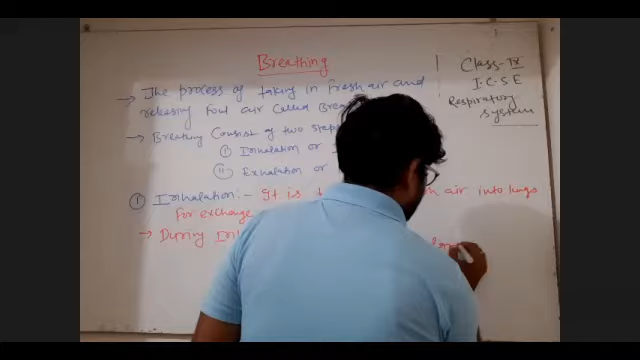 Breathing
Class-IX
I.C.S.E
Respiratory
system
→ The process of taking in Fresh air and
releasing Foul air called
→ Breathing Consist of two steps
(i) Inhalation or
(ii) Exhalation or
(I) Inhalation:- It is air into lungs
For exchange
→ During